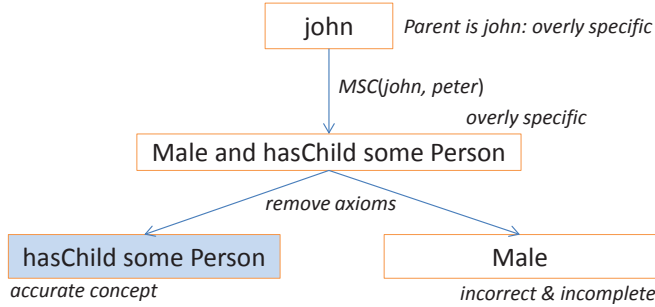 john
Parent is john: overly specific
MSC(john, peter)
overly specific
Male and hasChild some Person
remove axioms
hasChild some Person
Male
accurate concept
incorrect & incomplete